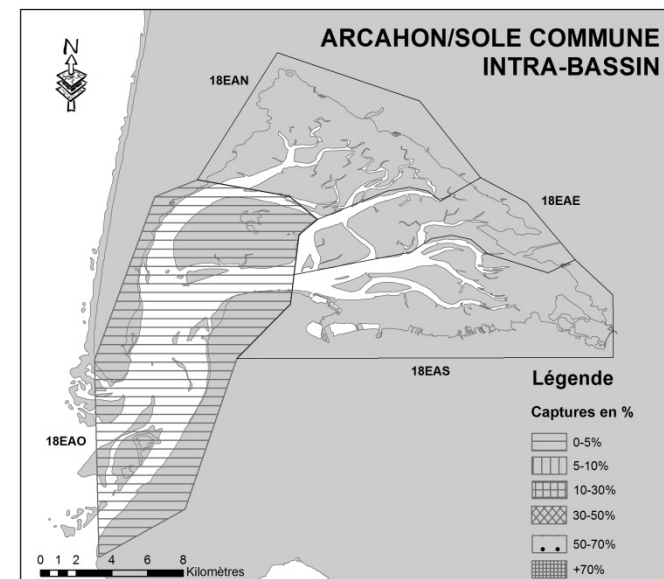 ARCAHON/SOLE COMMUNE
INTRA-BASSIN
N
18EAN
18EAE
18EAS
18EAO
Légende
Captures en %
0-5%
5-10%
10-30%
30-50%
50-70%
+70%
0 1 2 4 6 8
Kilomètres